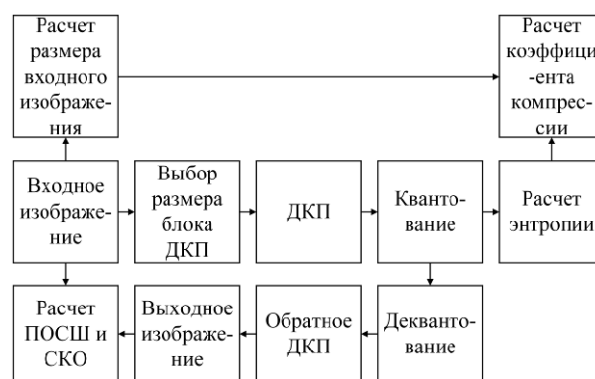 Расчет
размера
входного
изображе-
ния
Расчет
коэффици
-ента
компрес-
сии
Входное
изображе-
ние
Выбор
размера
блока
ДКП
ДКП
Кванто-
вание
Расчет
энтропии
Расчет
ПОСШ и
СКО
Выходное
изображе-
ние
Обратное
ДКП
Деквантo-
вание